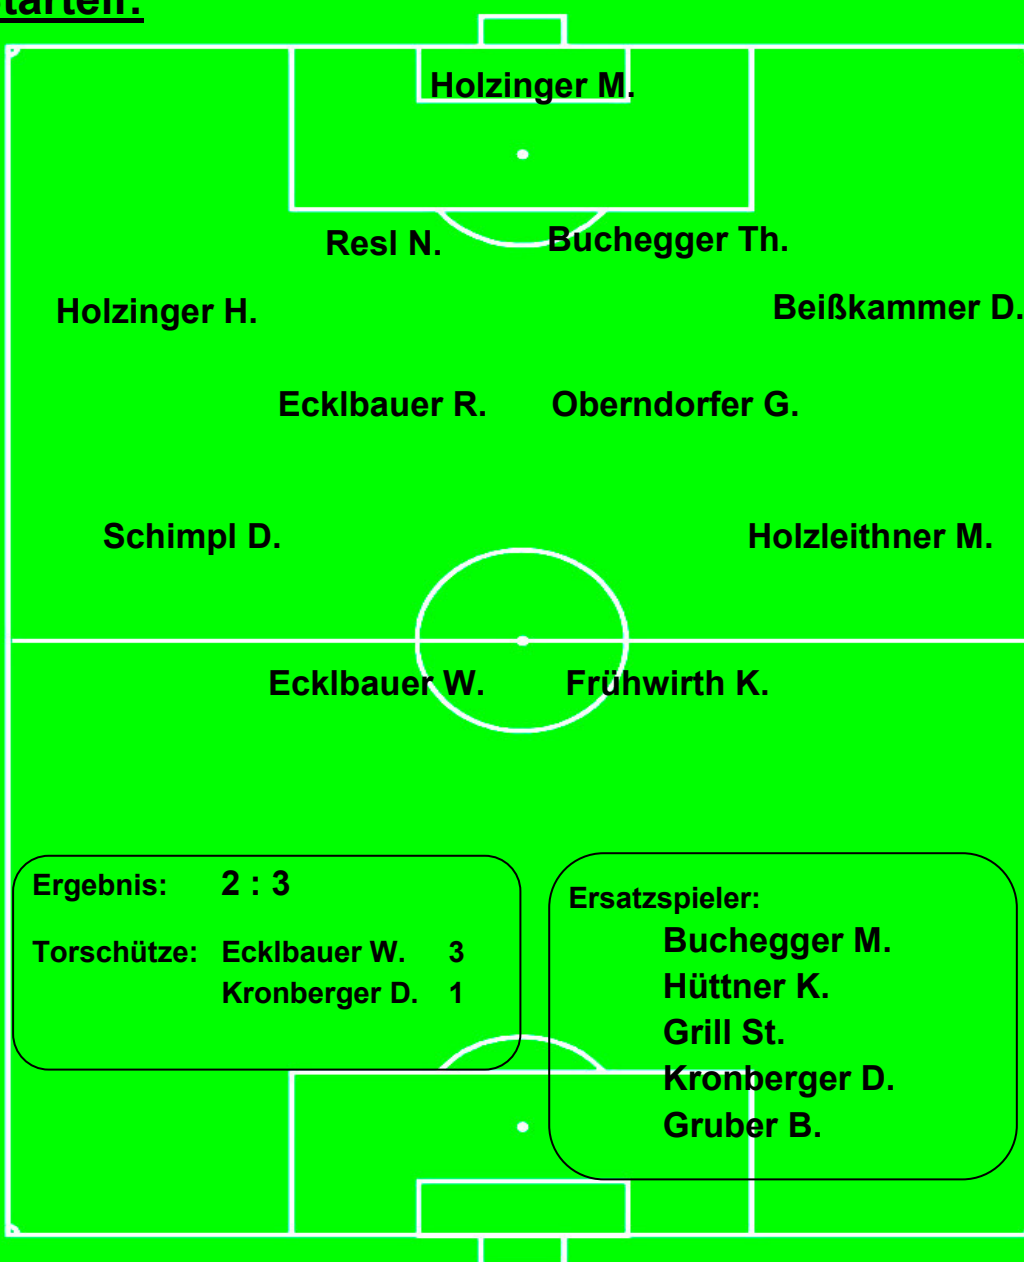 Holzinger M.
Resl N. Buchegger Th.
Holzinger H. Beißkammer D.
Ecklbauer R. Oberndorfer G.
Schimpl D. Holzleithner M.
Ecklbauer W. Frühwirth K.
Ergebnis: 2 : 3
Torschütze: Ecklbauer W. 3
Kronberger D. 1
Ersatzspieler:
Buchegger M.
Hüttner K.
Grill St.
Kronberger D.
Gruber B.